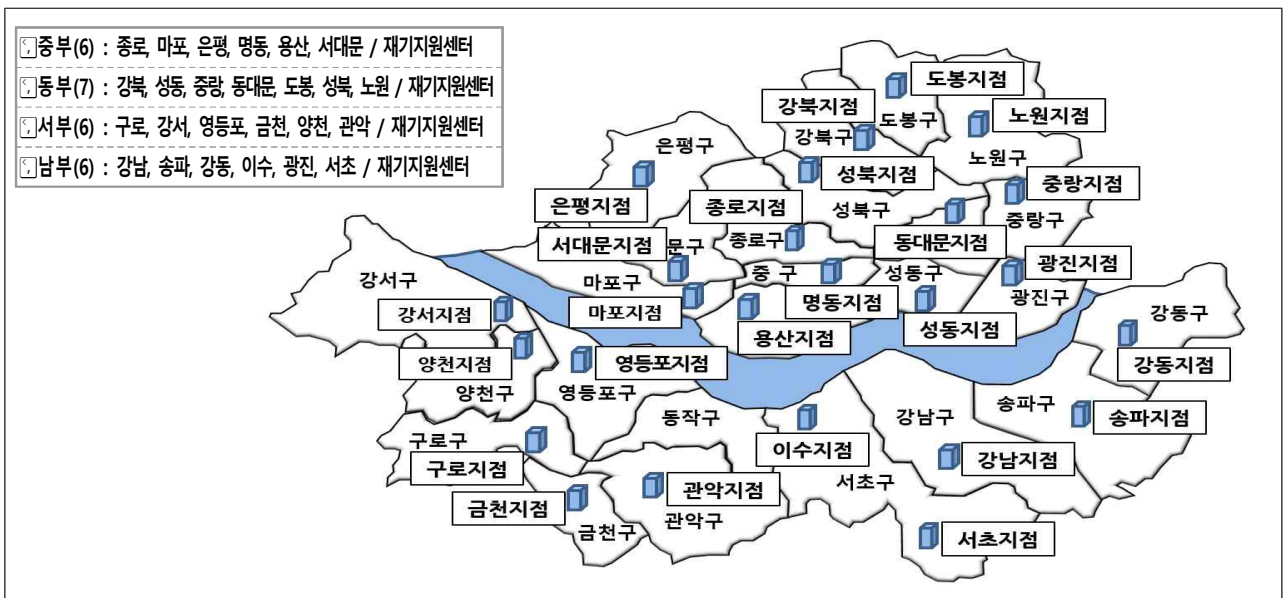 중부(6) : 종로, 마포, 은평, 명동, 용산, 서대문 / 재기지원센터
동부(7) : 강북, 성동, 중랑, 동대문, 도봉, 성북, 노원 / 재기지원센터
서부(6) : 구로, 강서, 영등포, 금천, 양천, 관악 / 재기지원센터
남부(6) : 강남, 송파, 강동, 이수, 광진, 서초 / 재기지원센터
도봉지점
강북지점
도봉구
노원지점
강북구
은평구
노원구
성북지점
중랑지점
은평지점
종로지점
성북구
중랑구
서대문지점
문구
종로구
동대문지점
강서구
마포구
중 구
성동구
광진지점
광진구
강서지점
마포지점
명동지점
강동구
용산지점
성동지점
양천지점
영등포지점
강동지점
양천구
영등포구
송파구
동작구
강남구
송파지점
구로구
이수지점
구로지점
강남지점
관악지점
서초구
금천지점
관악구
금천구
서초지점